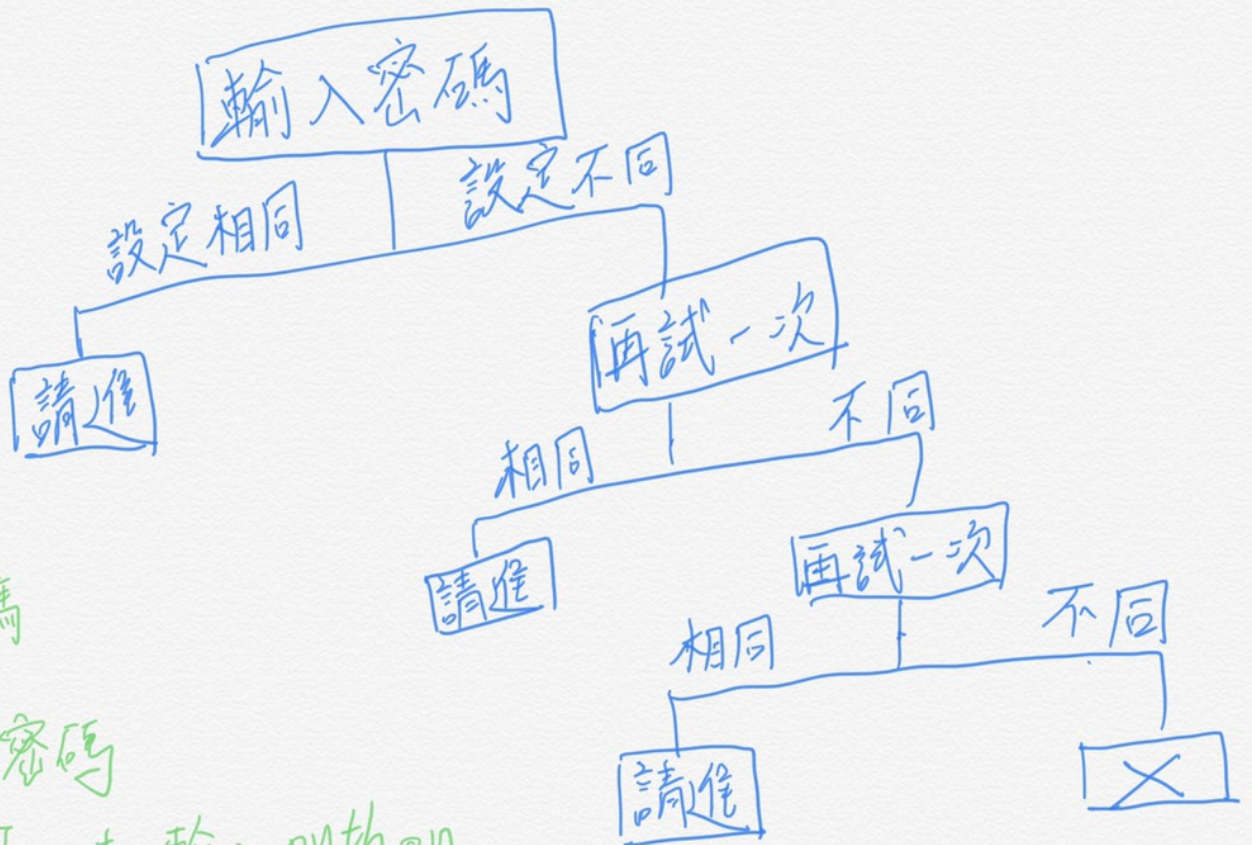 輸入密碼
設定相同 設定不同
請進 再試一次
相同 不同
請進 再試一次
相同 不同
請進 X
碼
密碼
python